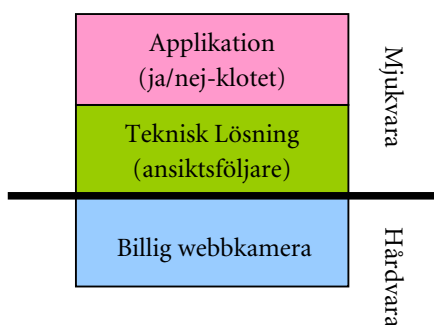 Applikation
(ja/nej-klotet)
Mjukvara
Teknisk Lösning
(ansiktsföljare)
Billig webbkamera
Hårdvara